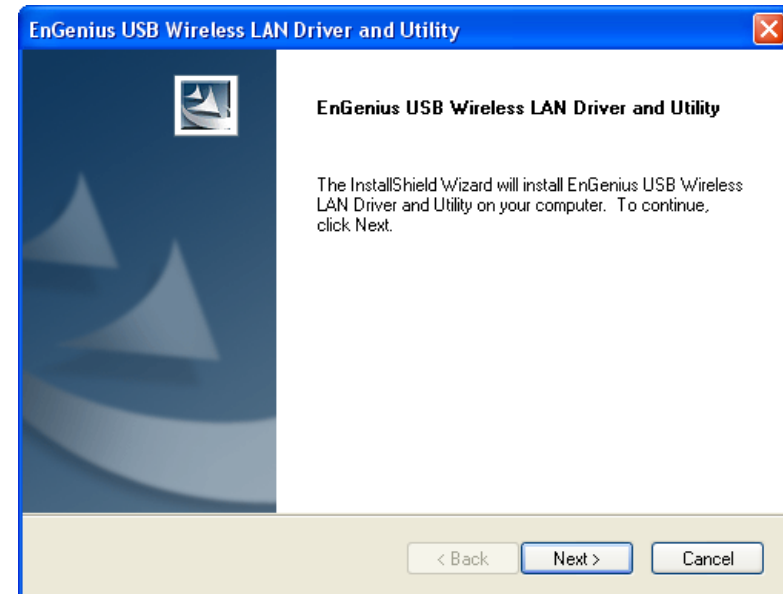 EnGenius USB Wireless LAN Driver and Utility
EnGenius USB Wireless LAN Driver and Utility
The InstallShield Wizard will install EnGenius USB Wireless
LAN Driver and Utility on your computer.  To continue,
click Next.
< Back
Next >
Cancel